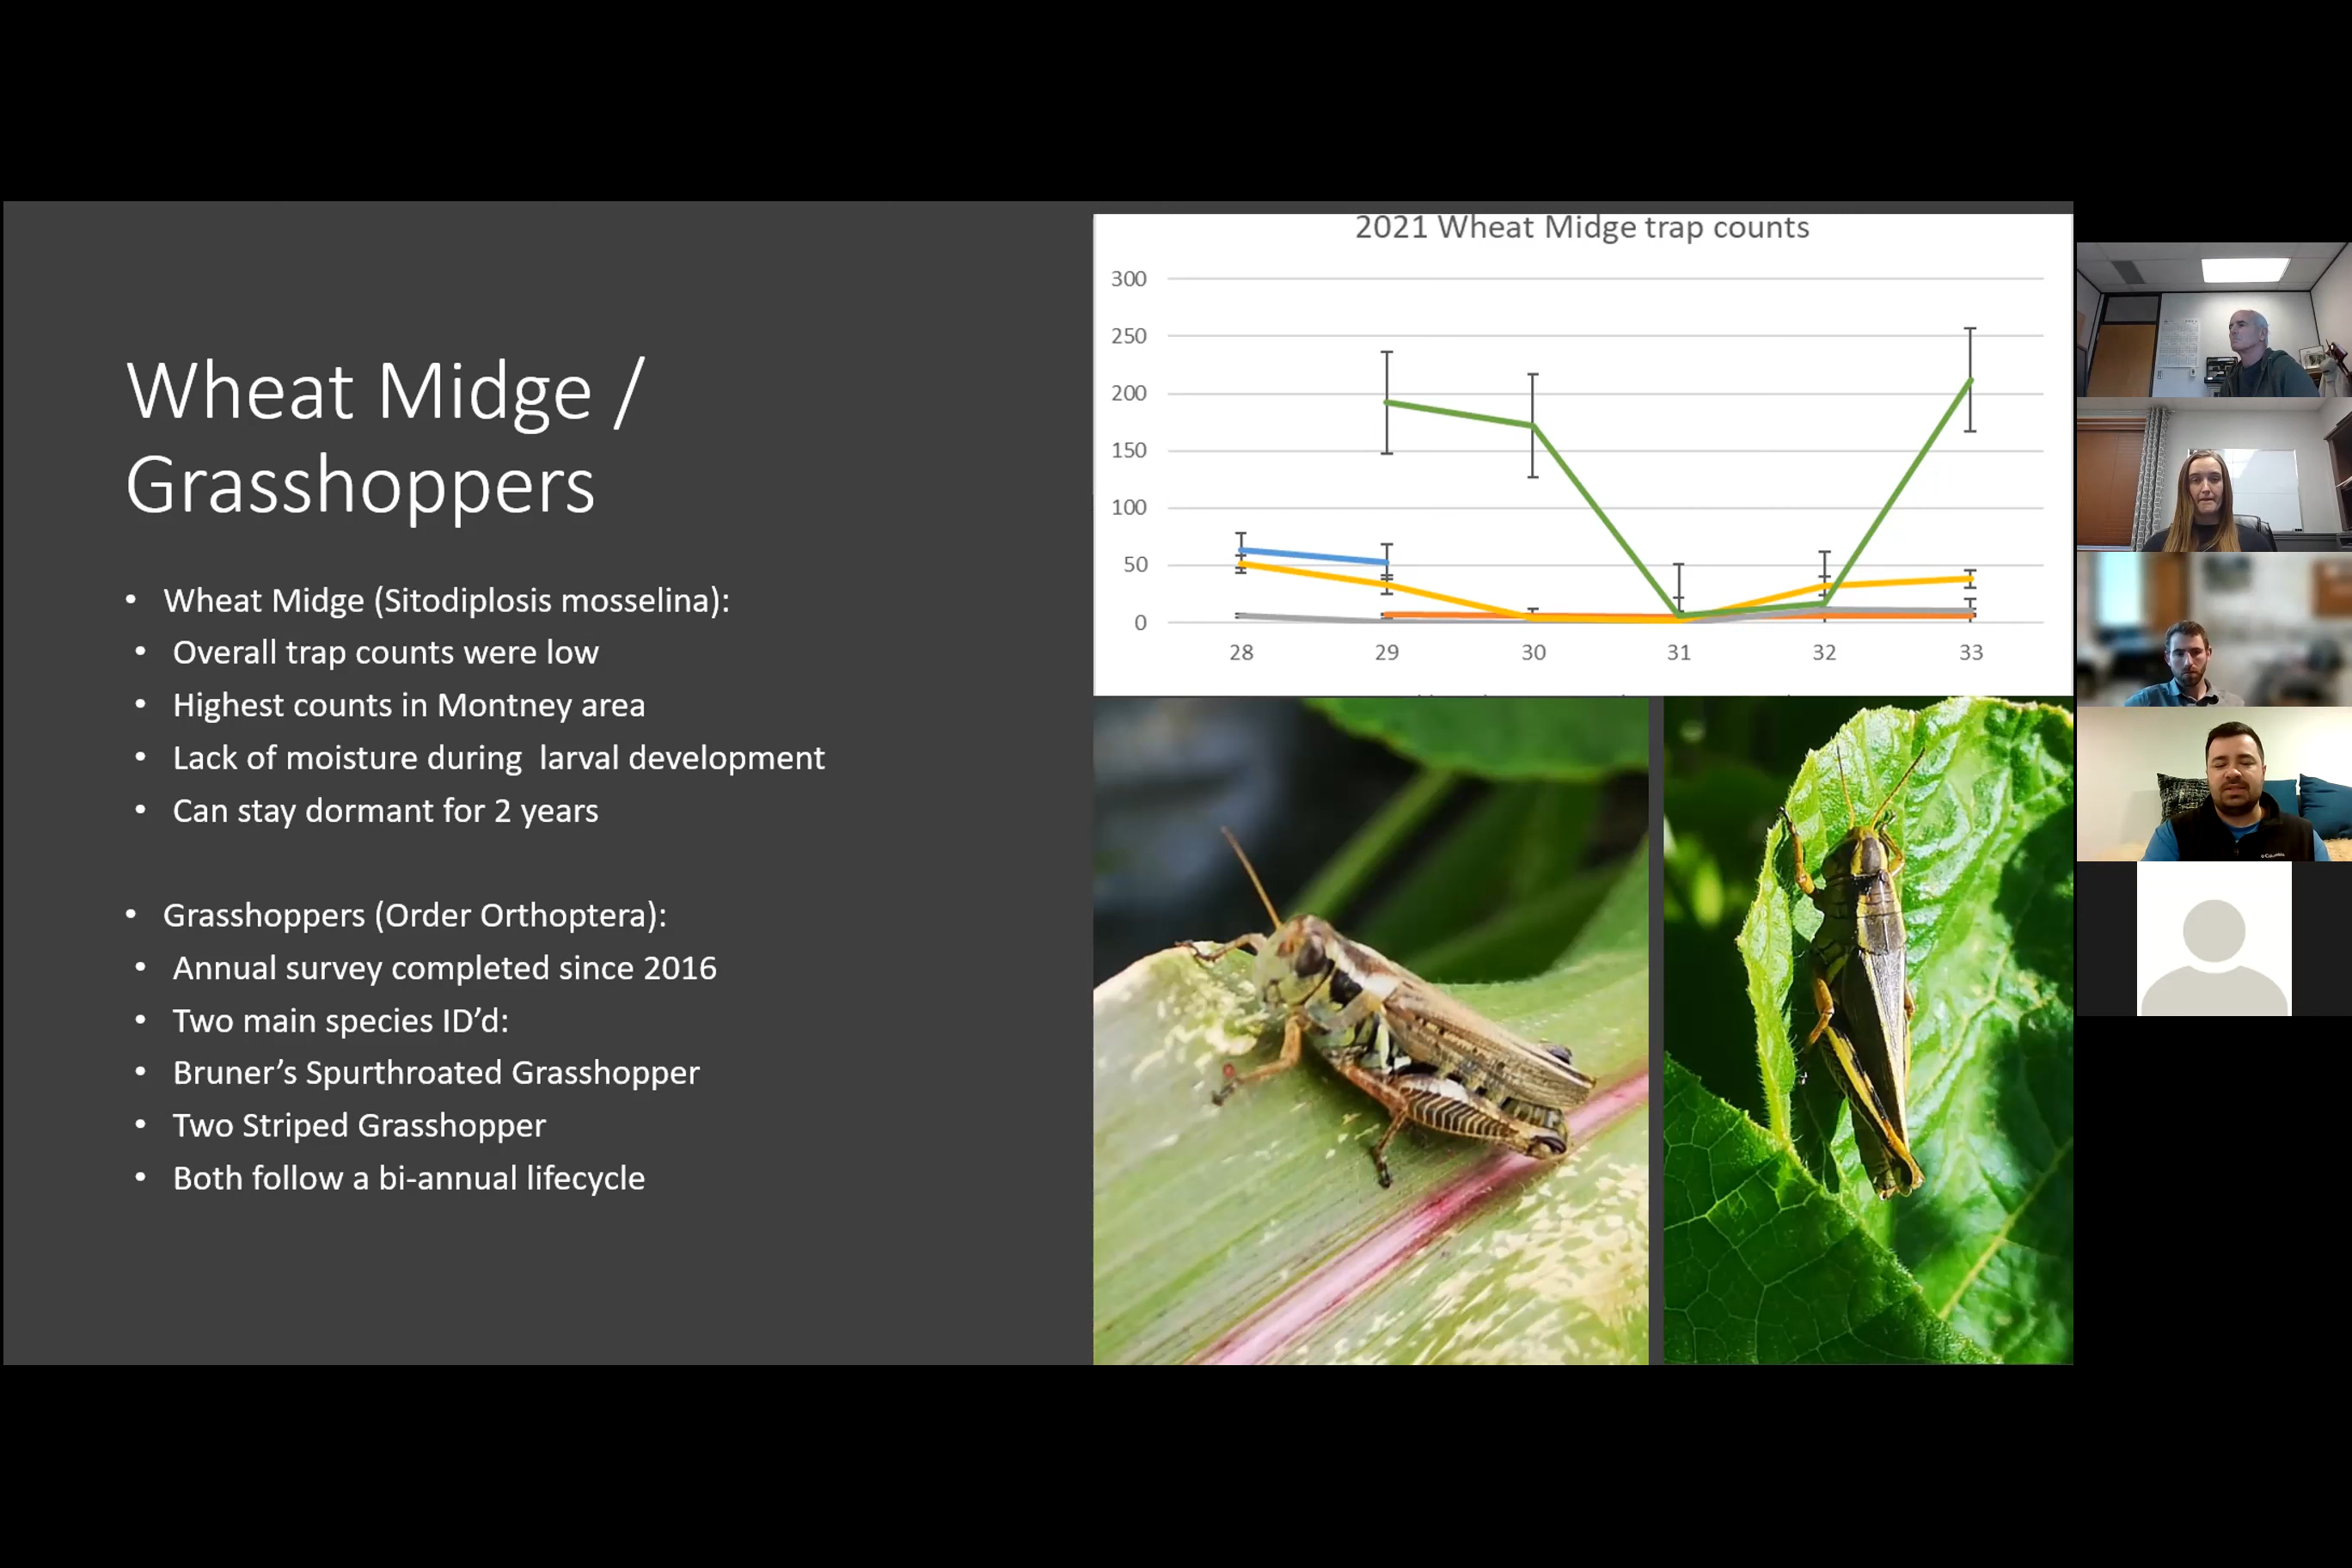 Wheat Midge /
Grasshoppers
• Wheat Midge (Sitodiplosis mosselina):
• Overall trap counts were low
• Highest counts in Montney area
• Lack of moisture during  larval development
• Can stay dormant for 2 years
• Grasshoppers (Order Orthoptera):
• Annual survey completed since 2016
• Two main species ID’d:
• Bruner’s Spurthroated Grasshopper
• Two Striped Grasshopper
• Both follow a bi-annual lifecycle
2021 Wheat Midge trap counts
300
250
200
150
100
50
0
28 29 30 31 32 33
Columbia